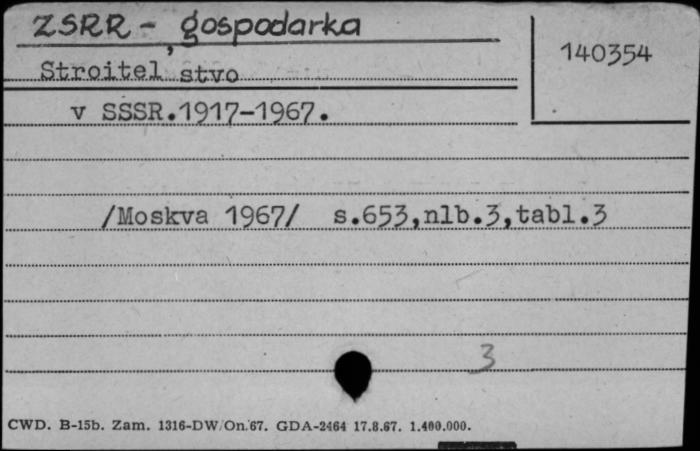 ZSRR - gospodarka
140354
Stroitel'stvo
v SSSR.1917-1967.
/Moskva 1967/ s.653,nlb.3,tabl.3
3
CWD. B-15b. Zam. 1316-DW/On.'67. GDA-2464 17.8.67. 1.400.000.